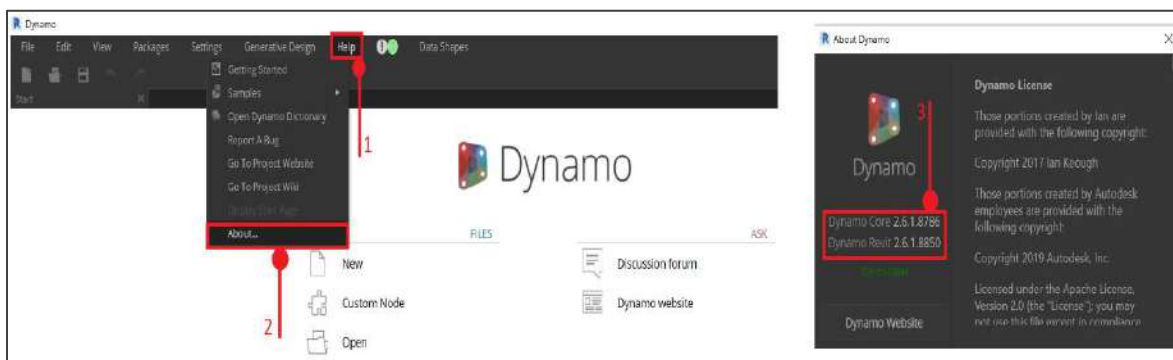 Dynamo
File Edit View Packages Settings Generative Design Help Data Shapes
Getting Started
Start
Samples
Open Dynamo Dictionary
Report A Bug
Go To Project Website
Go To Project Wiki
Display Start Page
About...
1
2
Dynamo
FILES
New
Custom Node
Open
ASK
Discussion forum
Dynamo website
About Dynamo
Dynamo
3
Dynamo Core 2.6.1.8786
Dynamo Revit 2.6.1.8850
Dynamo Website
Dynamo License
Those portions created by Ian are
provided with the following copyright:
Copyright 2017 Ian Keough
Those portions created by Autodesk
employees are provided with the
following copyright:
Copyright 2019 Autodesk, Inc.
Licensed under the Apache License,
Version 2.0 (the "License"); you may
not use this file except in compliance